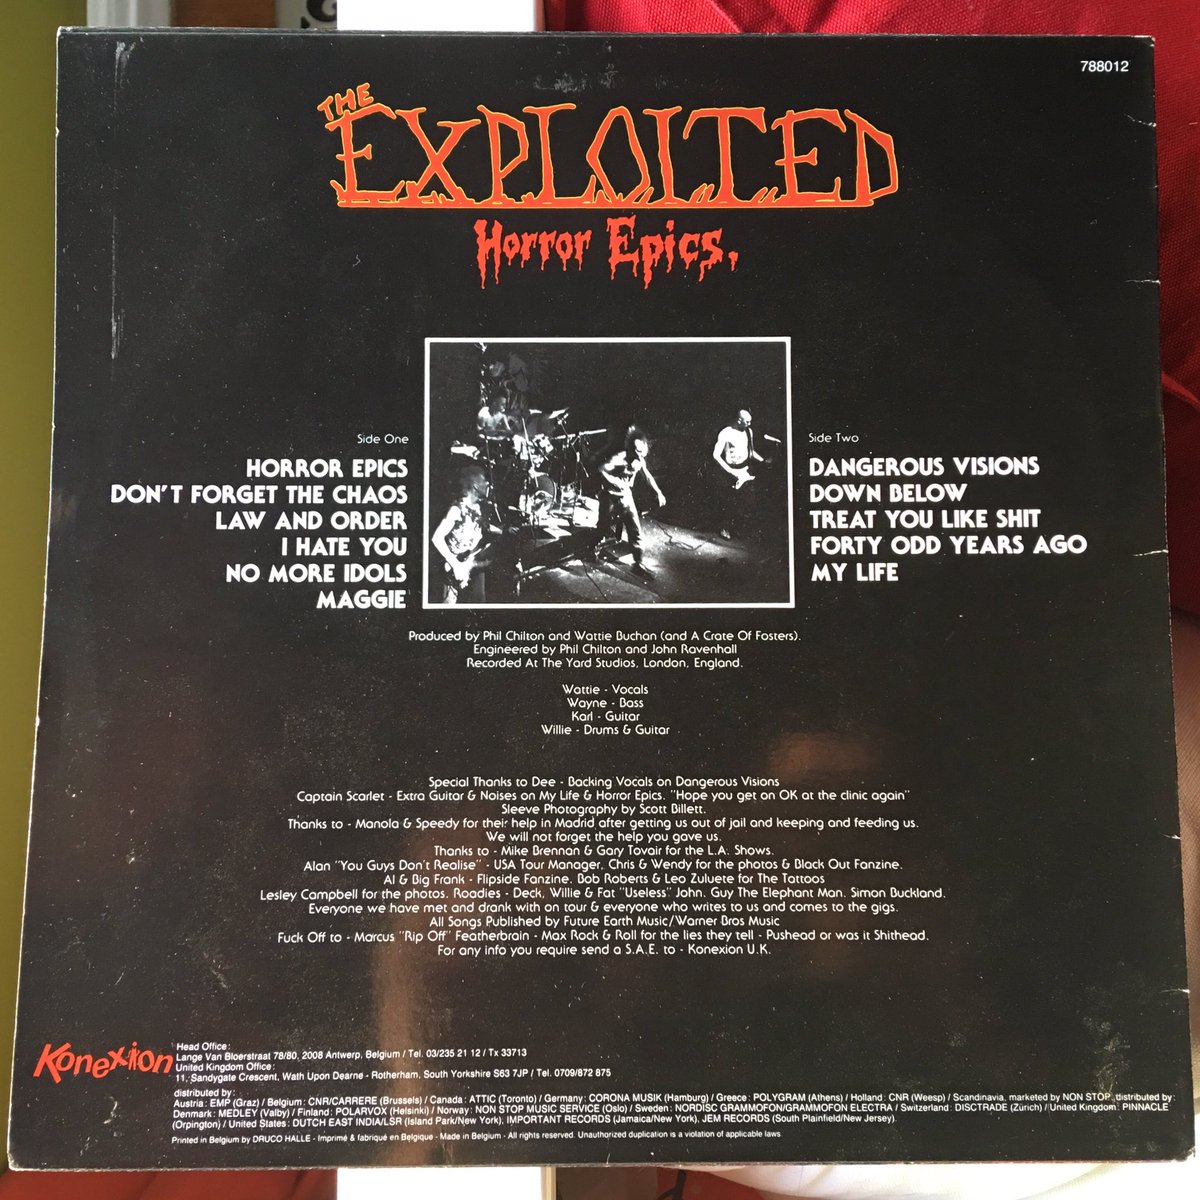 788012
THE
EXPLOITED
Horror Epics.
Side One
HORROR EPICS
DON'T FORGET THE CHAOS
LAW AND ORDER
I HATE YOU
NO MORE IDOLS
MAGGIE
Side Two
DANGEROUS VISIONS
DOWN BELOW
TREAT YOU LIKE SHIT
FORTY ODD YEARS AGO
MY LIFE
Produced by Phil Chilton and Wattie Buchan (and A Crate Of Fosters).
Engineered by Phil Chilton and John Ravenhall
Recorded At The Yard Studios, London, England.
Wattie - Vocals
Wayne - Bass
Karl - Guitar
Willie - Drums & Guitar
Special Thanks to Dee - Backing Vocals on Dangerous Visions
Captain Scarlet - Extra Guitar & Noises on My Life & Horror Epics. "Hope you get on OK at the clinic again"
Sleeve Photography by Scott Billett.
Thanks to - Manola & Speedy for their help in Madrid after getting us out of jail and keeping and feeding us.
We will not forget the help you gave us.
Thanks to - Mike Brennan & Gary Tovair for the L.A. Shows.
Alan "You Guys Don't Realise" - USA Tour Manager, Chris & Wendy for the photos & Black Out Fanzine.
Al & Big Frank - Flipside Fanzine. Bob Roberts & Leo Zuluete for The Tattoos
Lesley Campbell for the photos. Roadies - Deck, Willie & Fat "Useless" John. Guy The Elephant Man. Simon Buckland.
Everyone we have met and drank with on tour & everyone who writes to us and comes to the gigs.
All Songs Published by Future Earth Music/Warner Bros Music
Fuck Off to - Marcus "Rip Off" Featherbrain - Max Rock & Roll for the lies they tell - Pushead or was it Shithead.
For any info you require send a S.A.E. to - Konexion U.K.
Konexion
Head Office:
Lange Van Bloerstraat 78/80, 2008 Antwerp, Belgium / Tel. 03/235 21 12 / Tx 33713
United Kingdom Office:
11, Sandygate Crescent, Wath Upon Dearne - Rotherham, South Yorkshire S63 7JP / Tel. 0709/872 875
distributed by:
Austria: EMP (Graz) / Belgium: CNR/CARRERE (Brussels) / Canada: ATTIC (Toronto) / Germany: CORONA MUSIK (Hamburg) / Greece: POLYGRAM (Athens) / Holland: CNR (Weesp) / Scandinavia, marketed by NON STOP, distributed by:
Denmark: MEDLEY (Valby) / Finland: POLARVOX (Helsinki) / Norway: NON STOP MUSIC SERVICE (Oslo) / Sweden: NORDISC GRAMMOFON/GRAMMOFON ELECTRA / Switzerland: DISCTRADE (Zürich) / United Kingdom: PINNACLE
(Orpington) / United States: DUTCH EAST INDIA/LSR (Island Park/New York), IMPORTANT RECORDS (Jamaica/New York), JEM RECORDS (South Plainfield/New Jersey).
Printed in Belgium by DRUCO HALLE - Imprimé & fabriqué en Belgique - Made in Belgium - All rights reserved. Unauthorized duplication is a violation of applicable laws